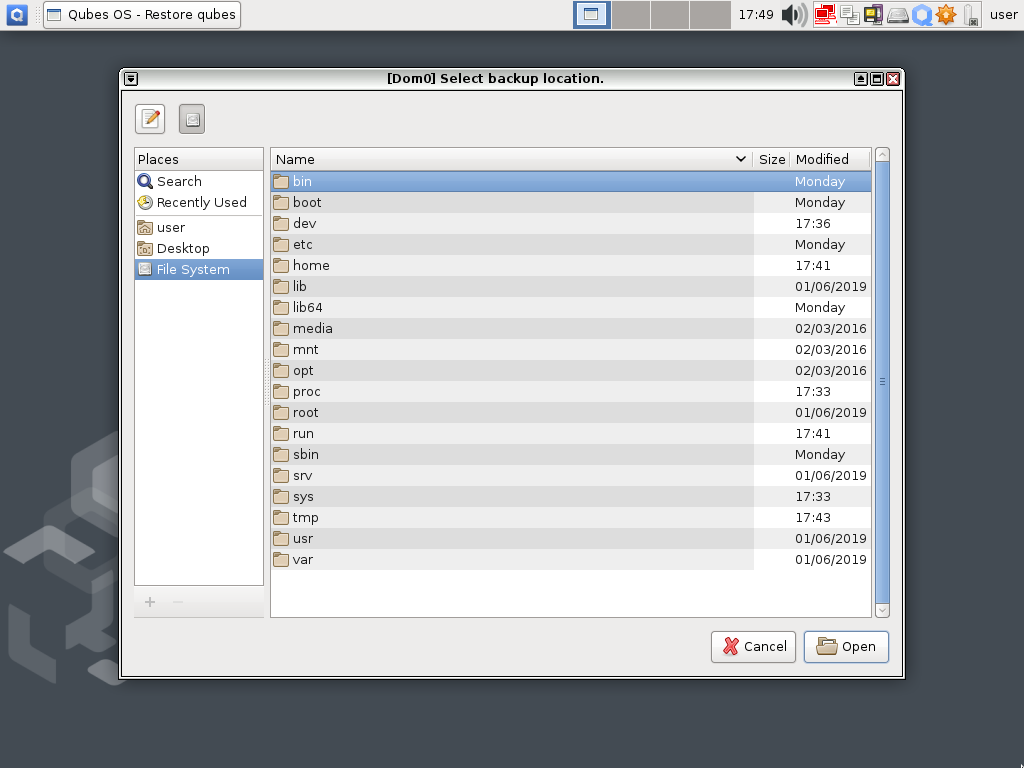 Qubes OS - Restore qubes 17:49 user
[Dom0] Select backup location.
Places Name Size Modified
Search bin Monday
Recently Used boot Monday
user dev 17:36
Desktop etc Monday
File System home 17:41
lib 01/06/2019
lib64 Monday
media 02/03/2016
mnt 02/03/2016
opt 02/03/2016
proc 17:33
root 01/06/2019
run 17:41
sbin Monday
srv 01/06/2019
sys 17:33
tmp 17:43
usr 01/06/2019
var 01/06/2019
Cancel Open